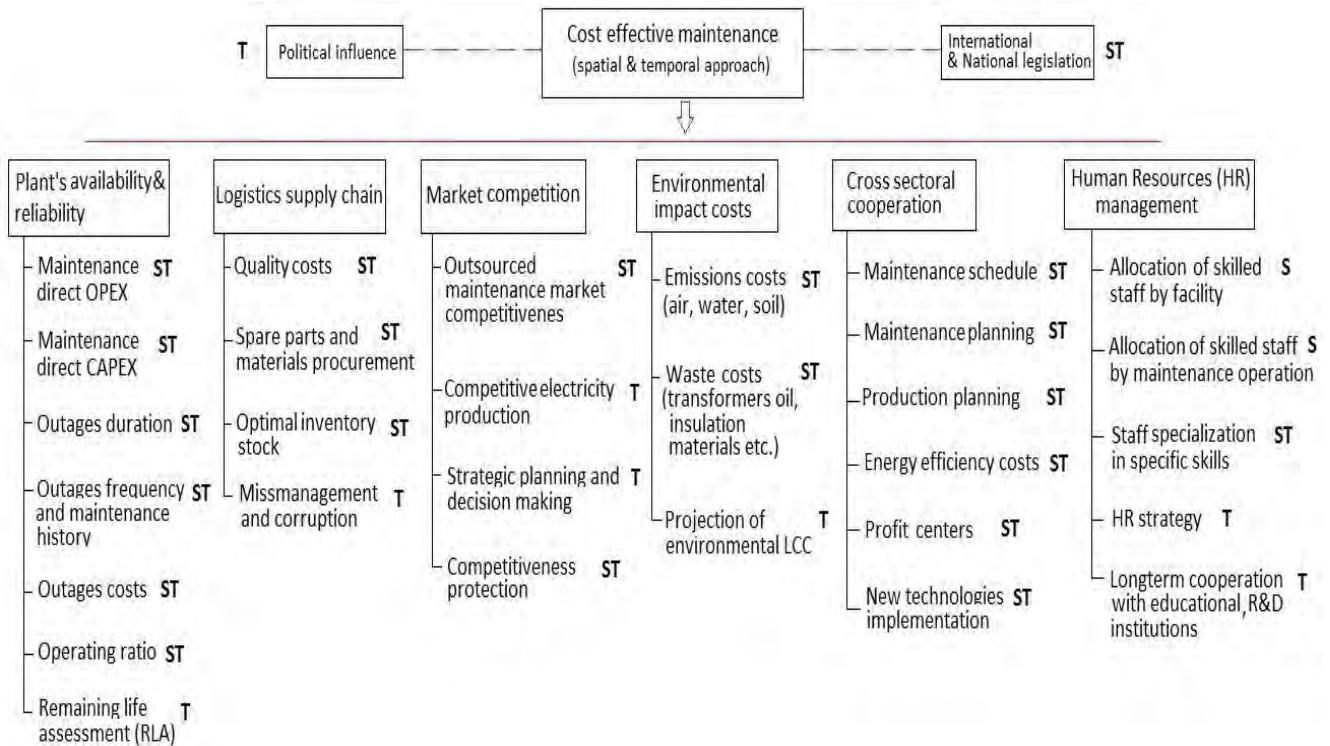 T
Political influence
Cost effective maintenance
(spatial & temporal approach)
International
& National legislation
ST
Plant's availability&
reliability
Maintenance ST
direct OPEX
Maintenance ST
direct CAPEX
Outages duration ST
Outages frequency ST
and maintenance
history
Outages costs ST
Operating ratio ST
Remaining life T
assessment (RLA)
Logistics supply chain
Quality costs ST
Spare parts and ST
materials procurement
Optimal inventory ST
stock
Missmanagement T
and corruption
Market competition
Outsourced ST
maintenance market
competitivenes
Competitive electricity T
production
Strategic planning and T
decision making
Competitiveness ST
protection
Environmental
impact costs
Emissions costs ST
(air, water, soil)
Waste costs ST
(transformers oil,
insulation
materials etc.)
Projection of T
environmental LCC
Cross sectoral
cooperation
Maintenance schedule ST
Maintenance planning ST
Production planning ST
Energy efficiency costs ST
Profit centers ST
New technologies ST
implementation
Human Resources (HR)
management
Allocation of skilled S
staff by facility
Allocation of skilled staff S
by maintenance operation
Staff specialization ST
in specific skills
HR strategy T
Longterm cooperation T
with educational, R&D
institutions